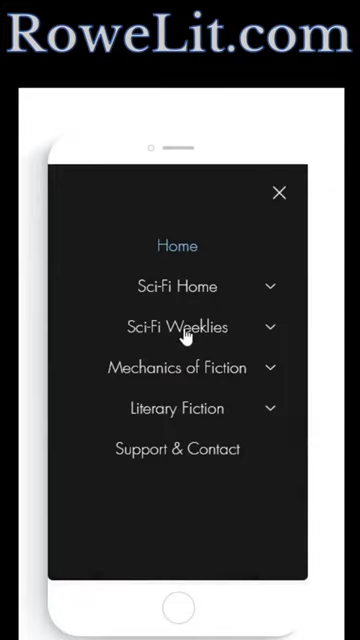 RoweLit.com
Home
Sci-Fi Home
Sci-Fi Weeklies
Mechanics of Fiction
Literary Fiction
Support & Contact